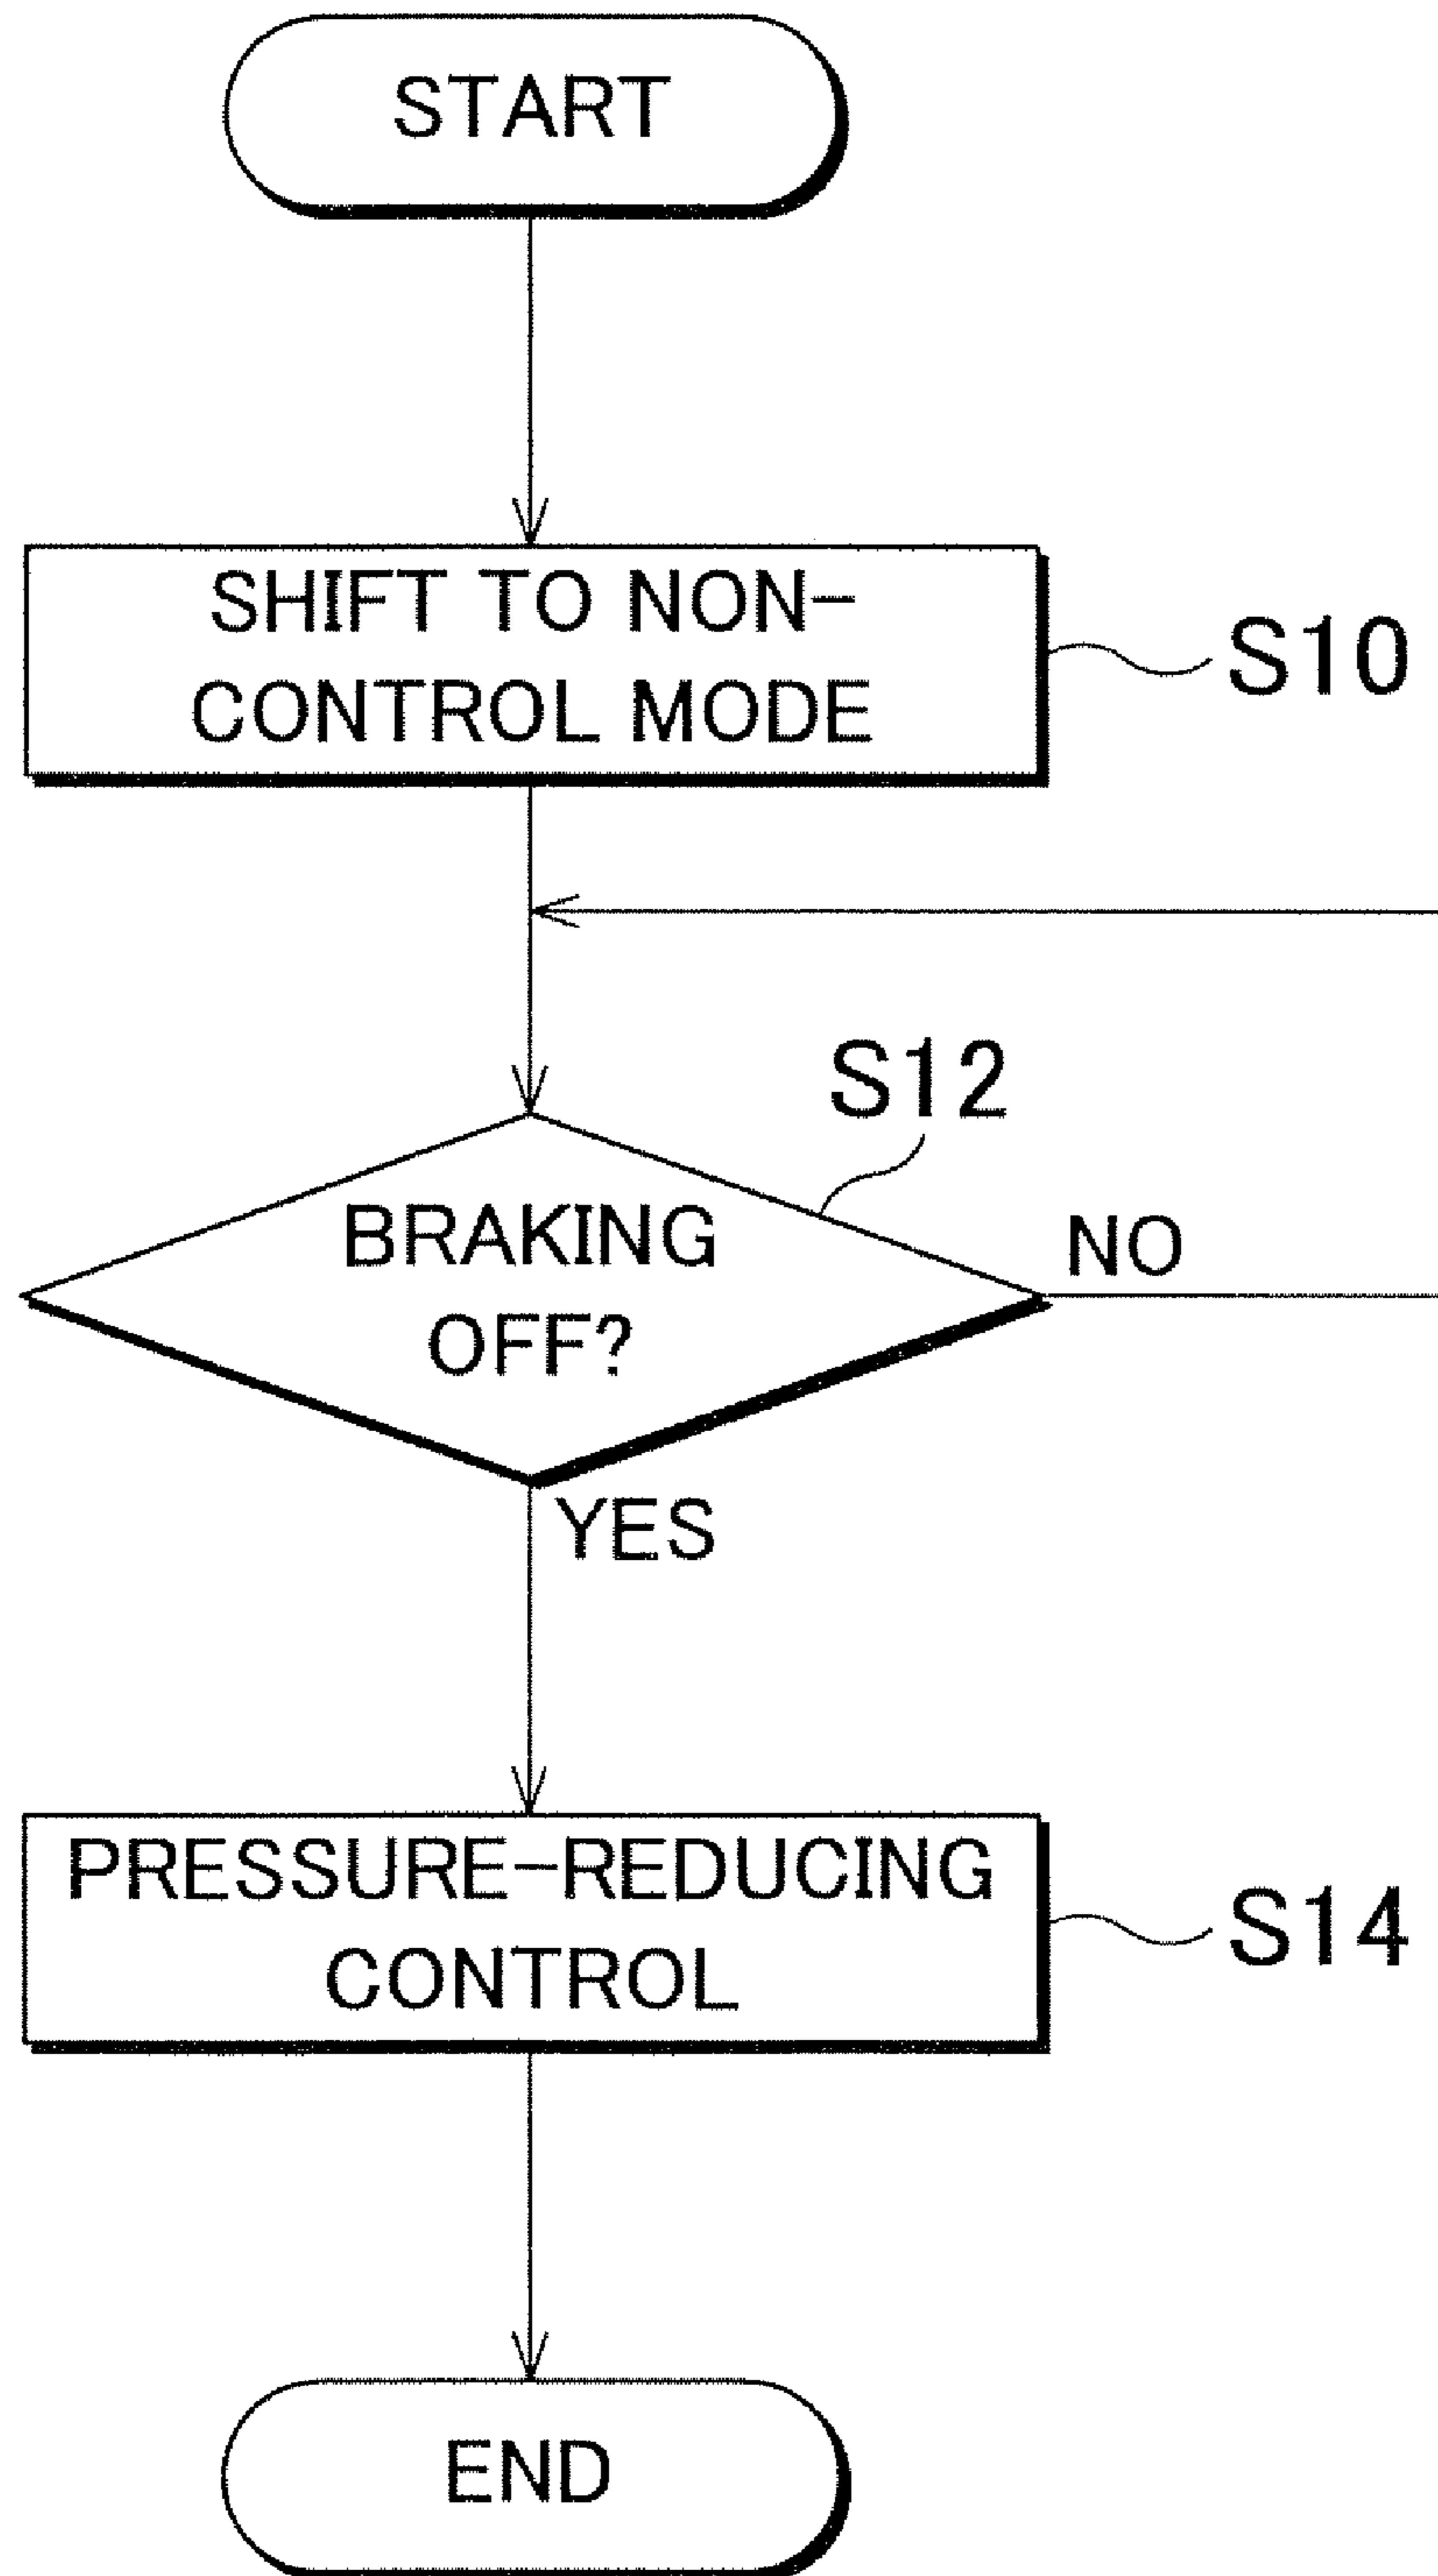 START
SHIFT TO NON-
CONTROL MODE
S10
S12
BRAKING
OFF?
NO
YES
PRESSURE-REDUCING
CONTROL
S14
END